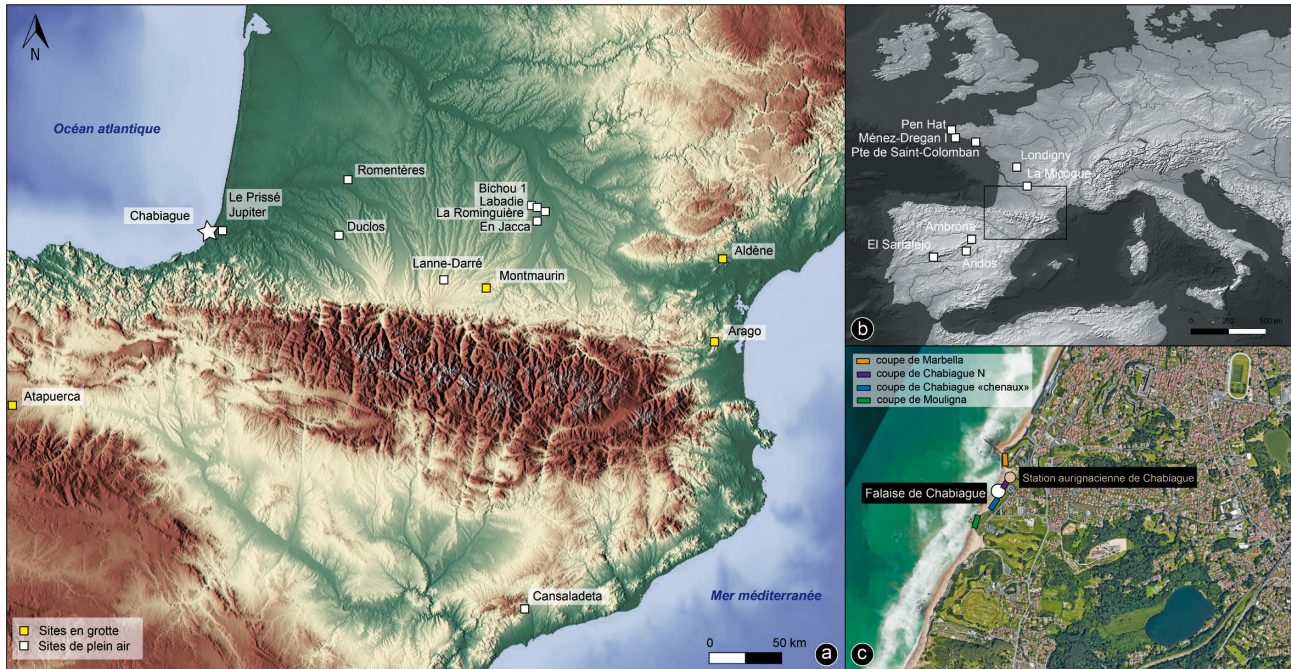 N
Océan atlantique
Romentères
Le Prissé
Jupiter
Chabiague
Bichou 1
Labadie
La Rominguière
En Jacca
Duclos
Aldène
Lanne-Darré
Montmaurin
Arago
Atapuerca
Cansaladeta
Mer méditerranée
Sites en grotte
Sites de plein air
0 50 km
a
Pen Hat
Ménez-Dregan I
Pte de Saint-Colomban
Londigny
La Micoque
Ambrona
El Sartalejo
Aridos
0 250 500 km
b
coupe de Marbella
coupe de Chabiague N
coupe de Chabiague «chenaux»
coupe de Mouligna
Station aurignacienne de Chabiague
Falaise de Chabiague
c